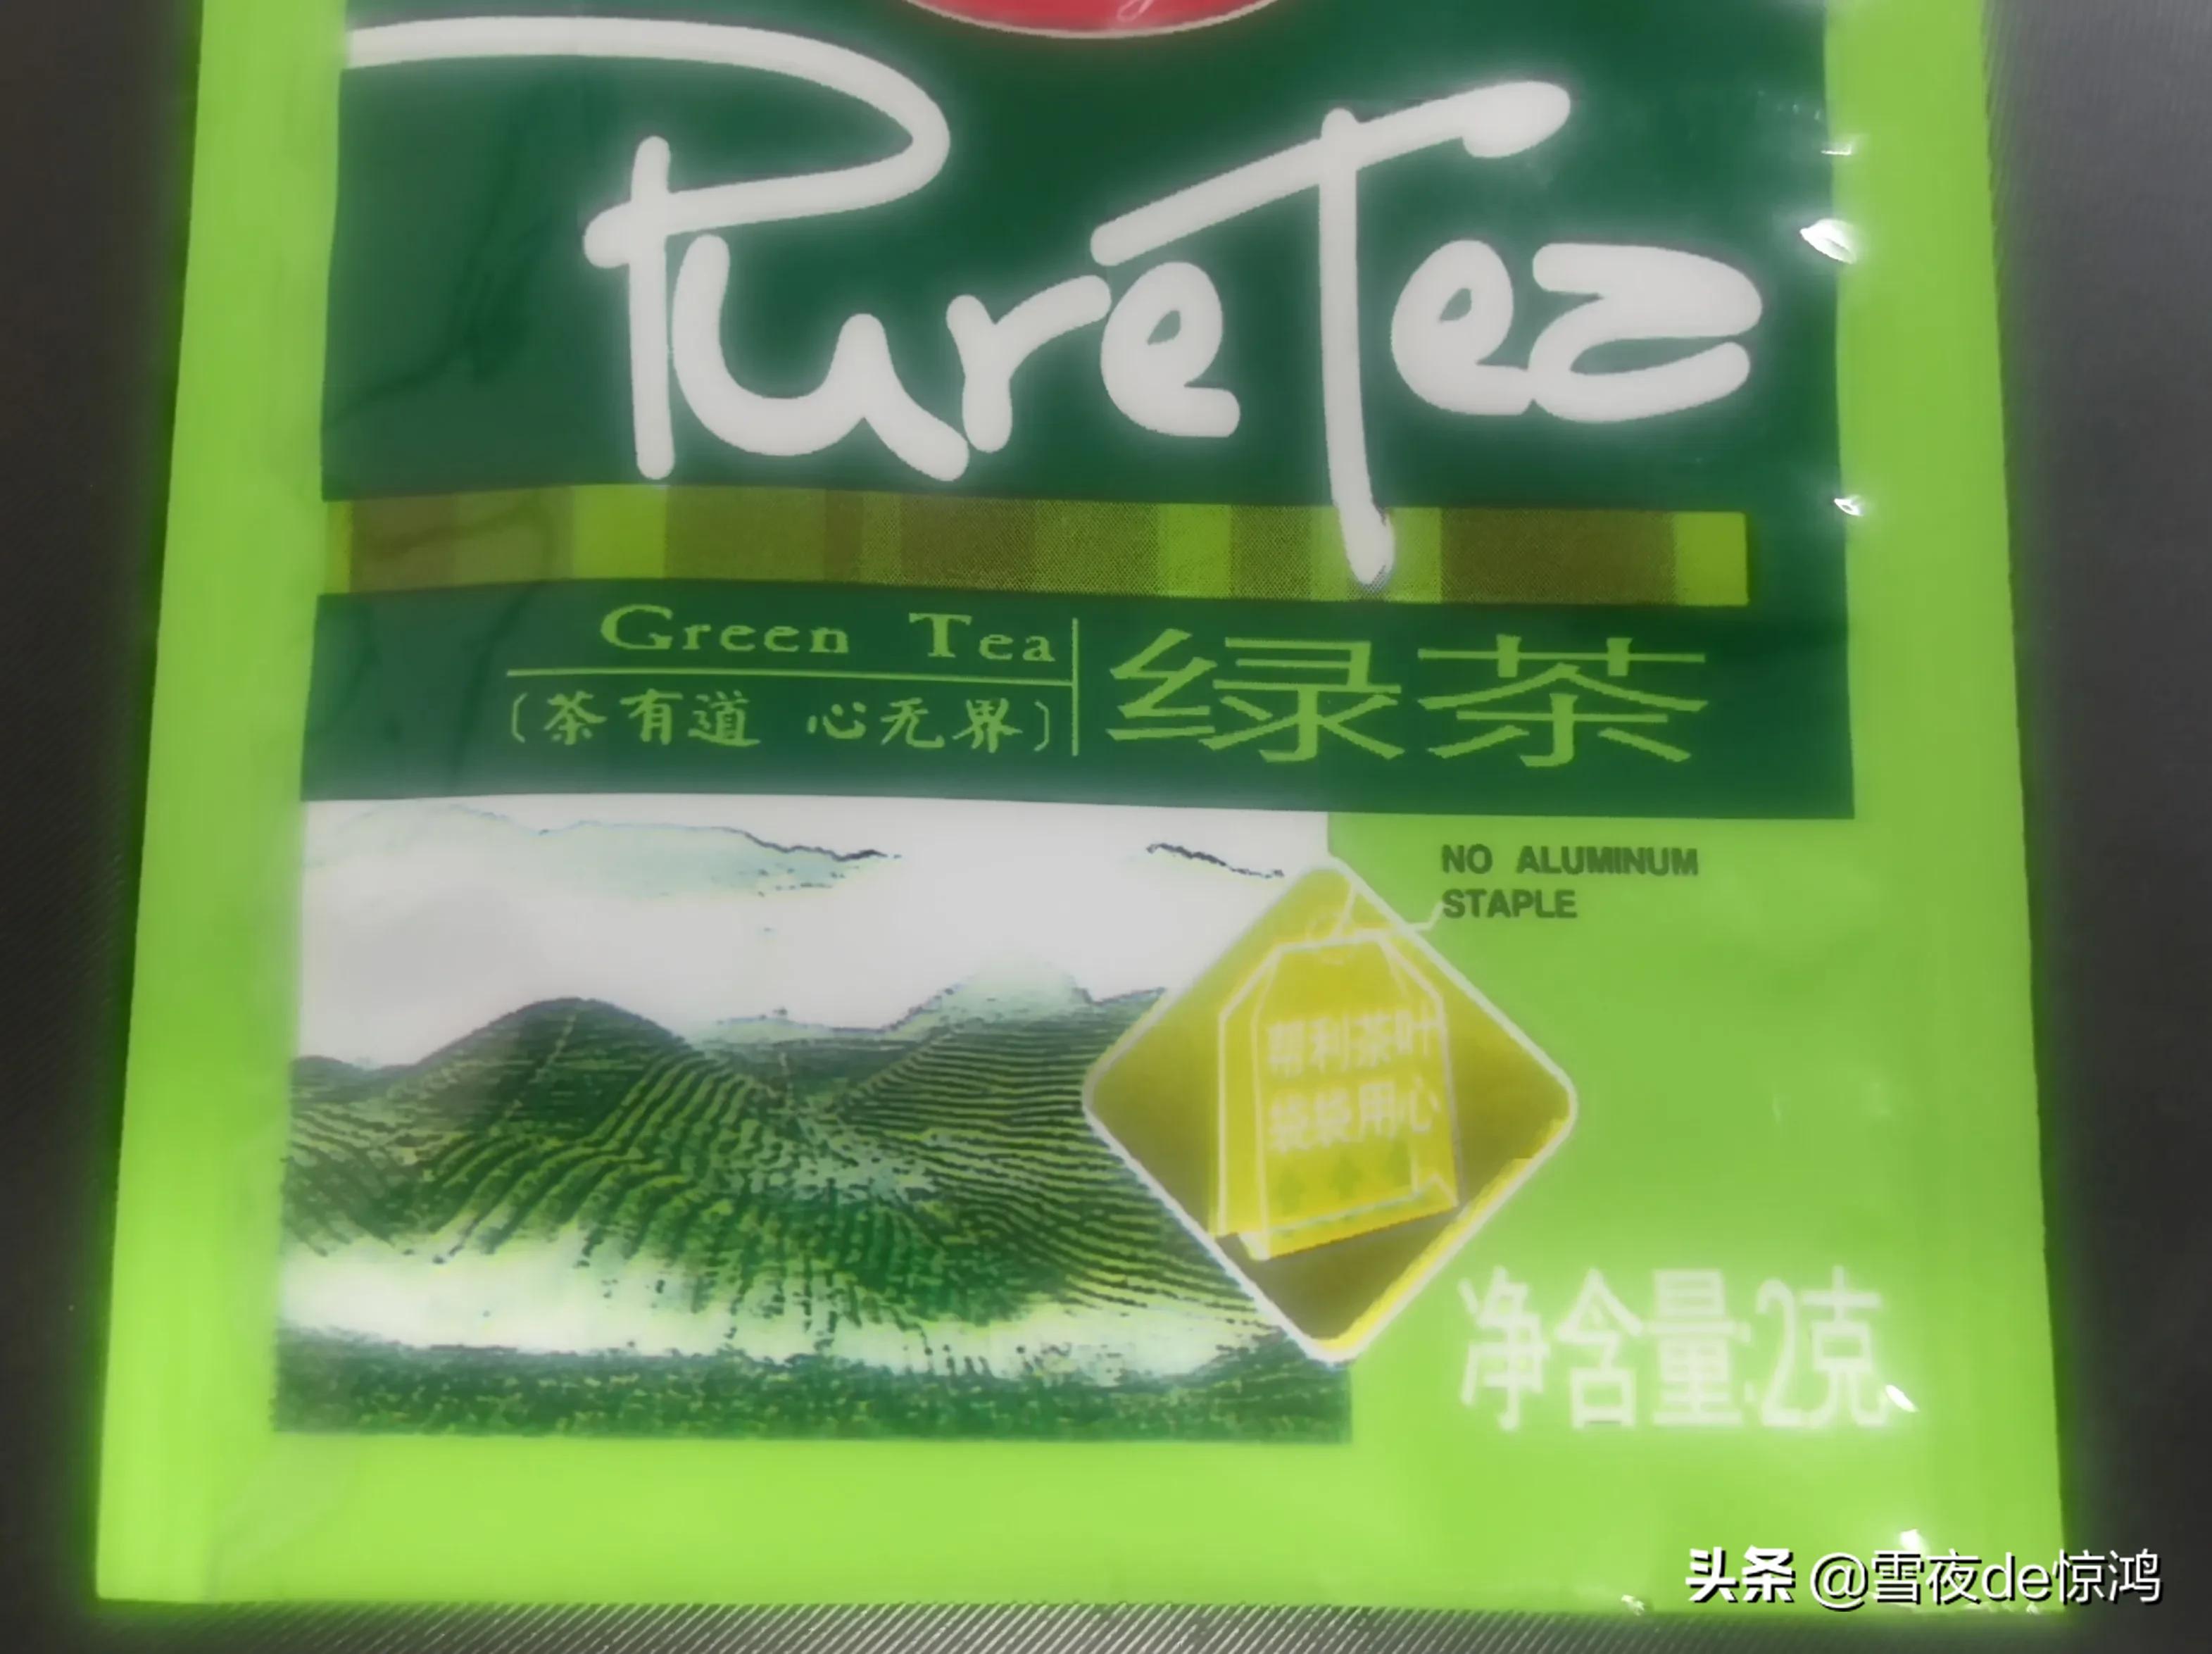 Pure Tea
Green Tea
(茶有道 心无界)
绿茶
NO ALUMINUM
STAPLE
帮利茶叶
袋袋用心
净含量:2克
头条 @雪夜de惊鸿